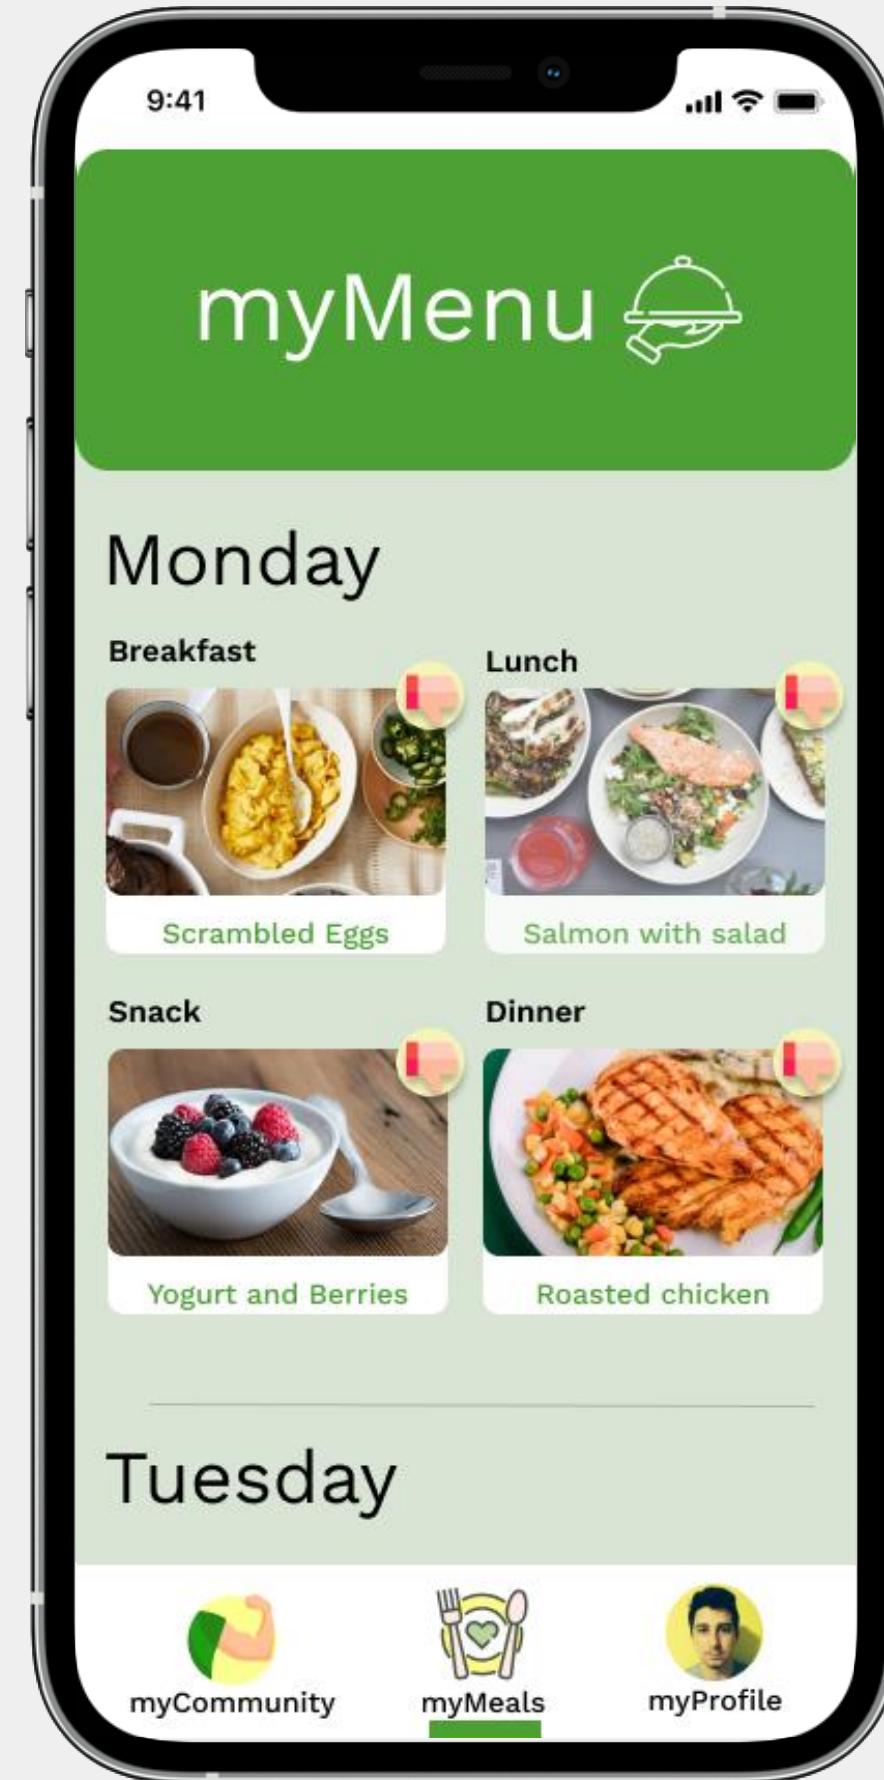 9:41
myMenu
Monday
Breakfast
Lunch
Scrambled Eggs
Salmon with salad
Snack
Dinner
Yogurt and Berries
Roasted chicken
Tuesday
myCommunity
myMeals
myProfile